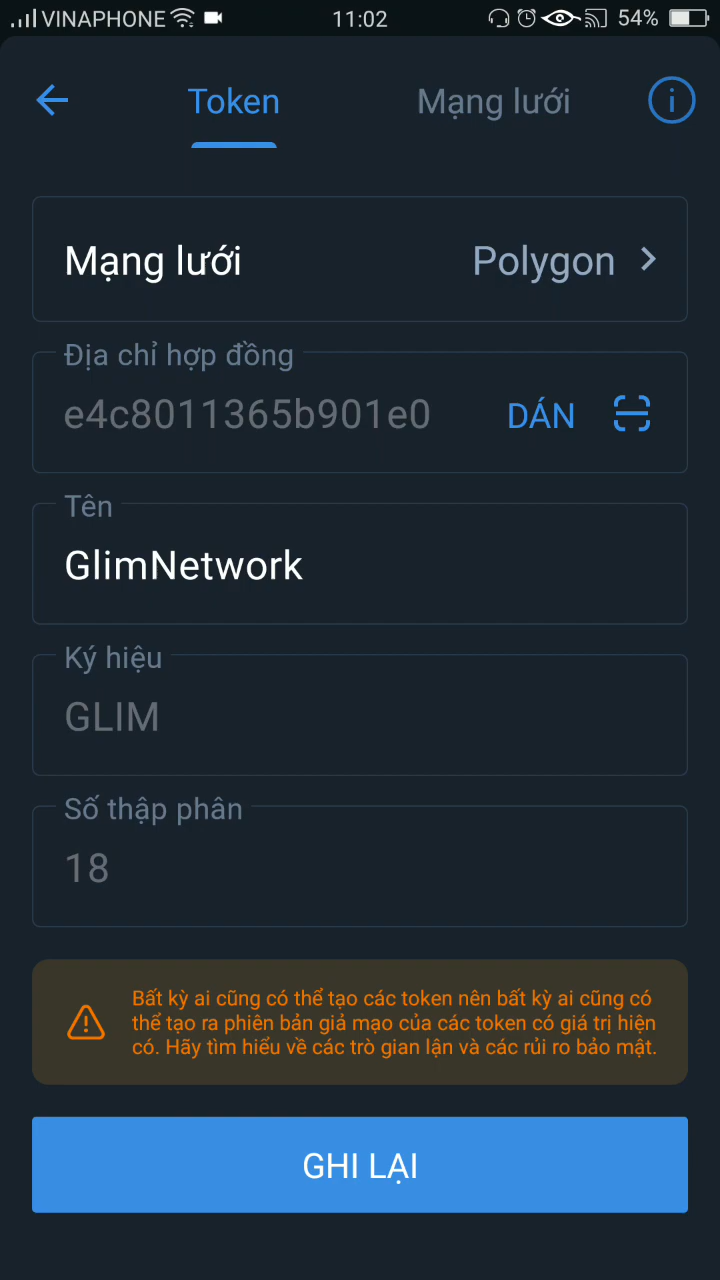 VINAPHONE 11:02 54%
Token Mạng lưới
Mạng lưới Polygon
Địa chỉ hợp đồng
e4c8011365b901e0 DÁN
Tên
GlimNetwork
Ký hiệu
GLIM
Số thập phân
18
Bất kỳ ai cũng có thể tạo các token nên bất kỳ ai cũng có
thể tạo ra phiên bản giả mạo của các token có giá trị hiện
có. Hãy tìm hiểu về các trò gian lận và các rủi ro bảo mật.
GHI LẠI